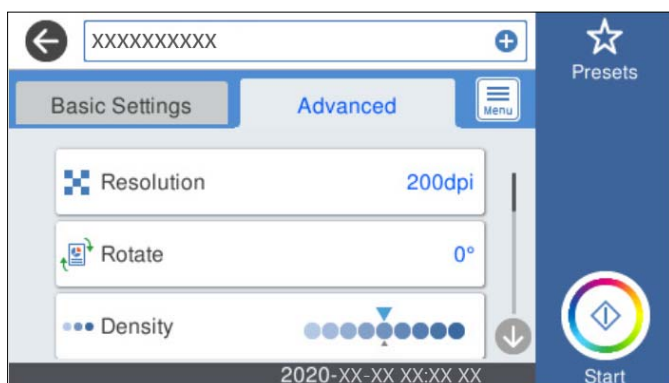 XXXXXXXXXX
Presets
Basic Settings
Advanced
Menu
Resolution 200dpi
Rotate 0°
Density
2020-XX-XX XX:XX XX
Start